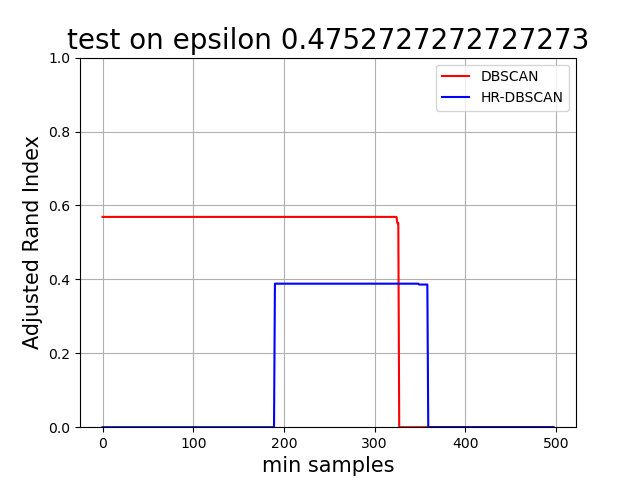 test on epsilon 0.4752727272727273
DBSCAN
HR-DBSCAN
Adjusted Rand Index
1.0
0.8
0.6
0.4
0.2
0.0
0 100 200 300 400 500
min samples